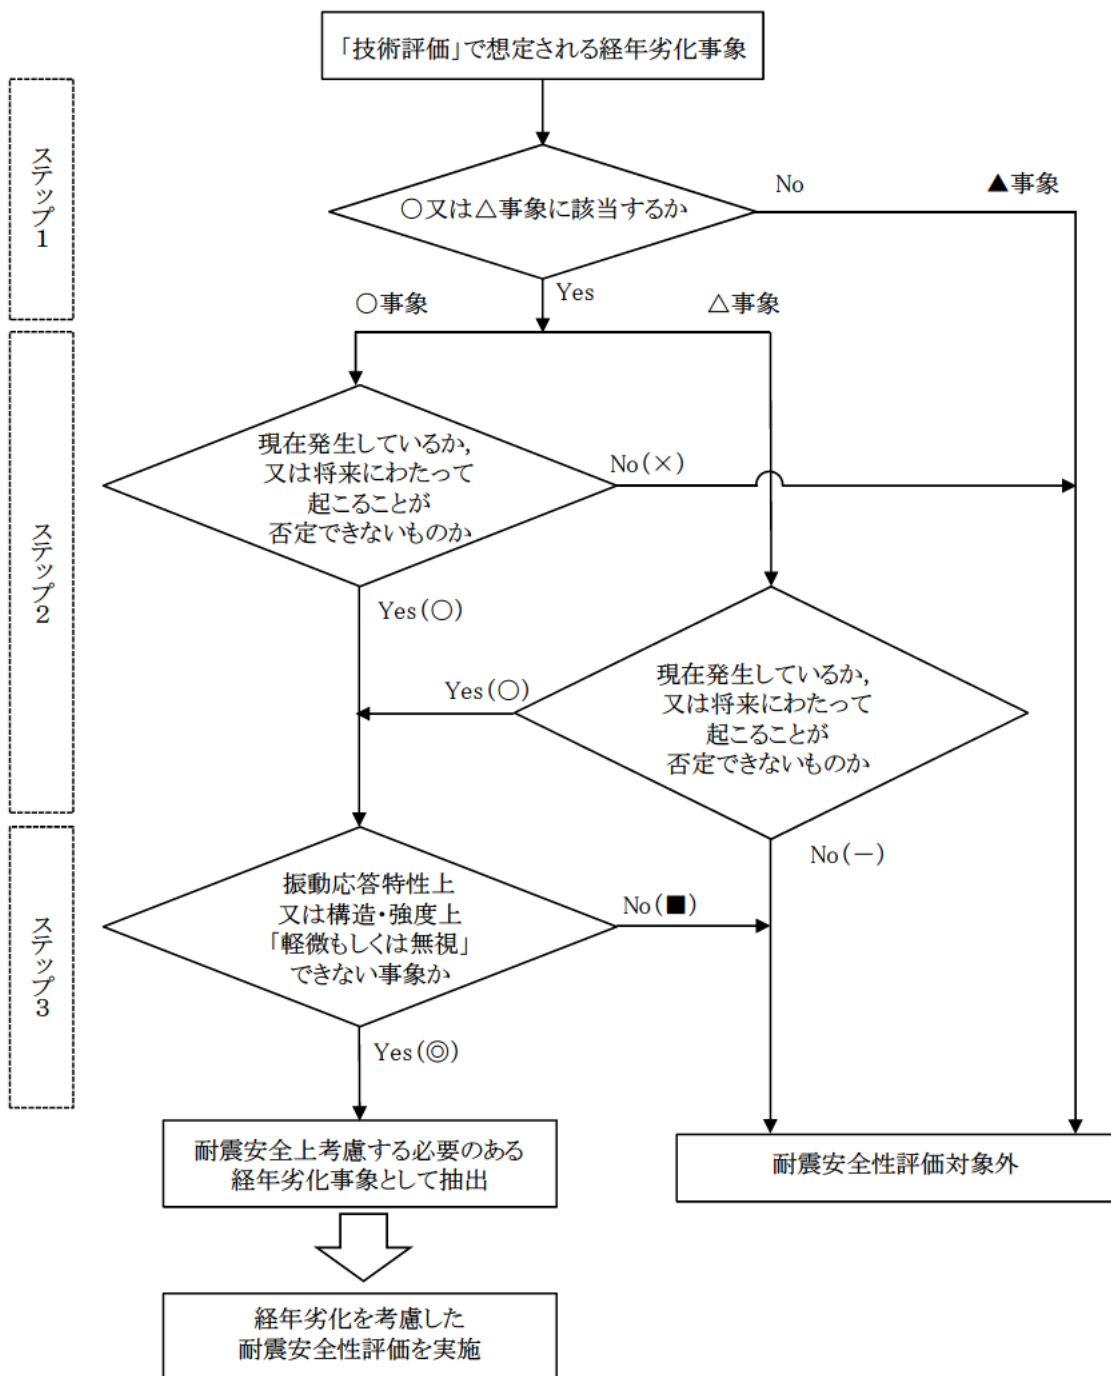 「技術評価」で想定される経年劣化事象
ステップ1
○又は△事象に該当するか
No
▲事象
Yes
○事象
△事象
ステップ2
現在発生しているか,
又は将来にわたって
起こることが
否定できないものか
No(×)
Yes(○)
現在発生しているか,
又は将来にわたって
起こることが
否定できないものか
Yes(○)
No(－)
ステップ3
振動応答特性上
又は構造・強度上
「軽微もしくは無視」
できない事象か
No(■)
Yes(◎)
耐震安全上考慮する必要のある
経年劣化事象として抽出
耐震安全性評価対象外
経年劣化を考慮した
耐震安全性評価を実施